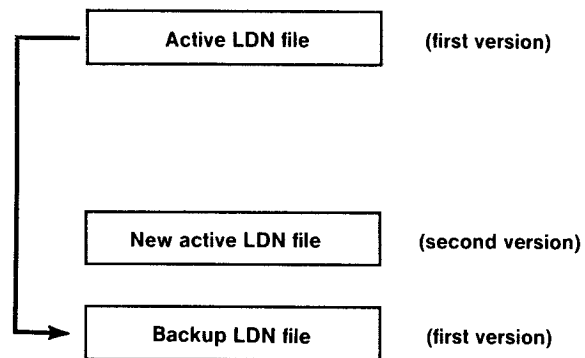 Active LDN file (first version)
New active LDN file (second version)
Backup LDN file (first version)